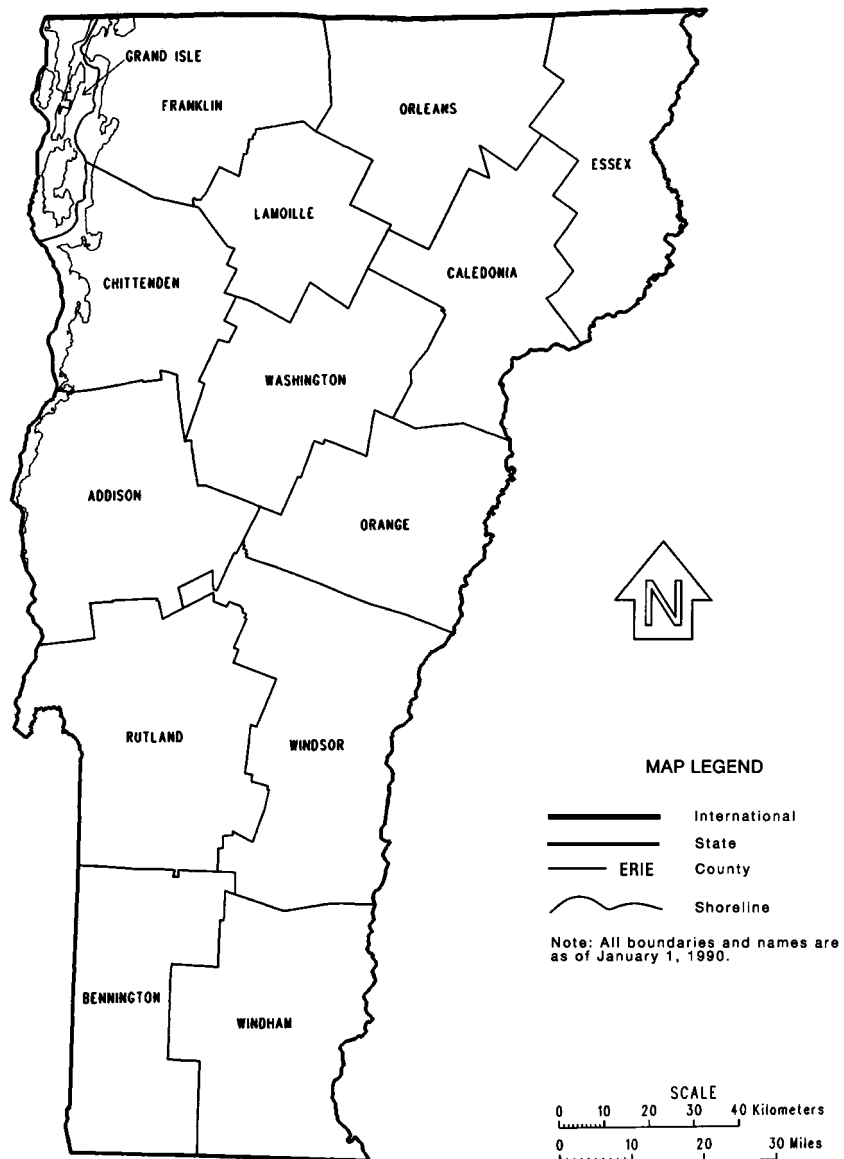 GRAND ISLE
FRANKLIN
ORLEANS
ESSEX
LAMOILLE
CHITTENDEN
CALEDONIA
WASHINGTON
ADDISON
ORANGE
N
RUTLAND
WINDSOR
MAP LEGEND
International
State
ERIE County
Shoreline
Note: All boundaries and names are
as of January 1, 1990.
BENNINGTON
WINDHAM
SCALE
0 10 20 30 40 Kilometers
0 10 20 30 Miles